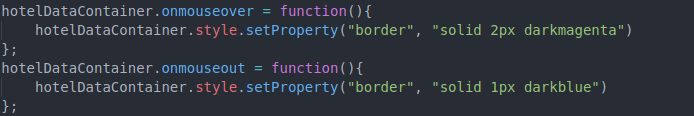 hotelDataContainer.onmouseover = function(){
    hotelDataContainer.style.setProperty("border", "solid 2px darkmagenta")
};
hotelDataContainer.onmouseout = function(){
    hotelDataContainer.style.setProperty("border", "solid 1px darkblue")
};